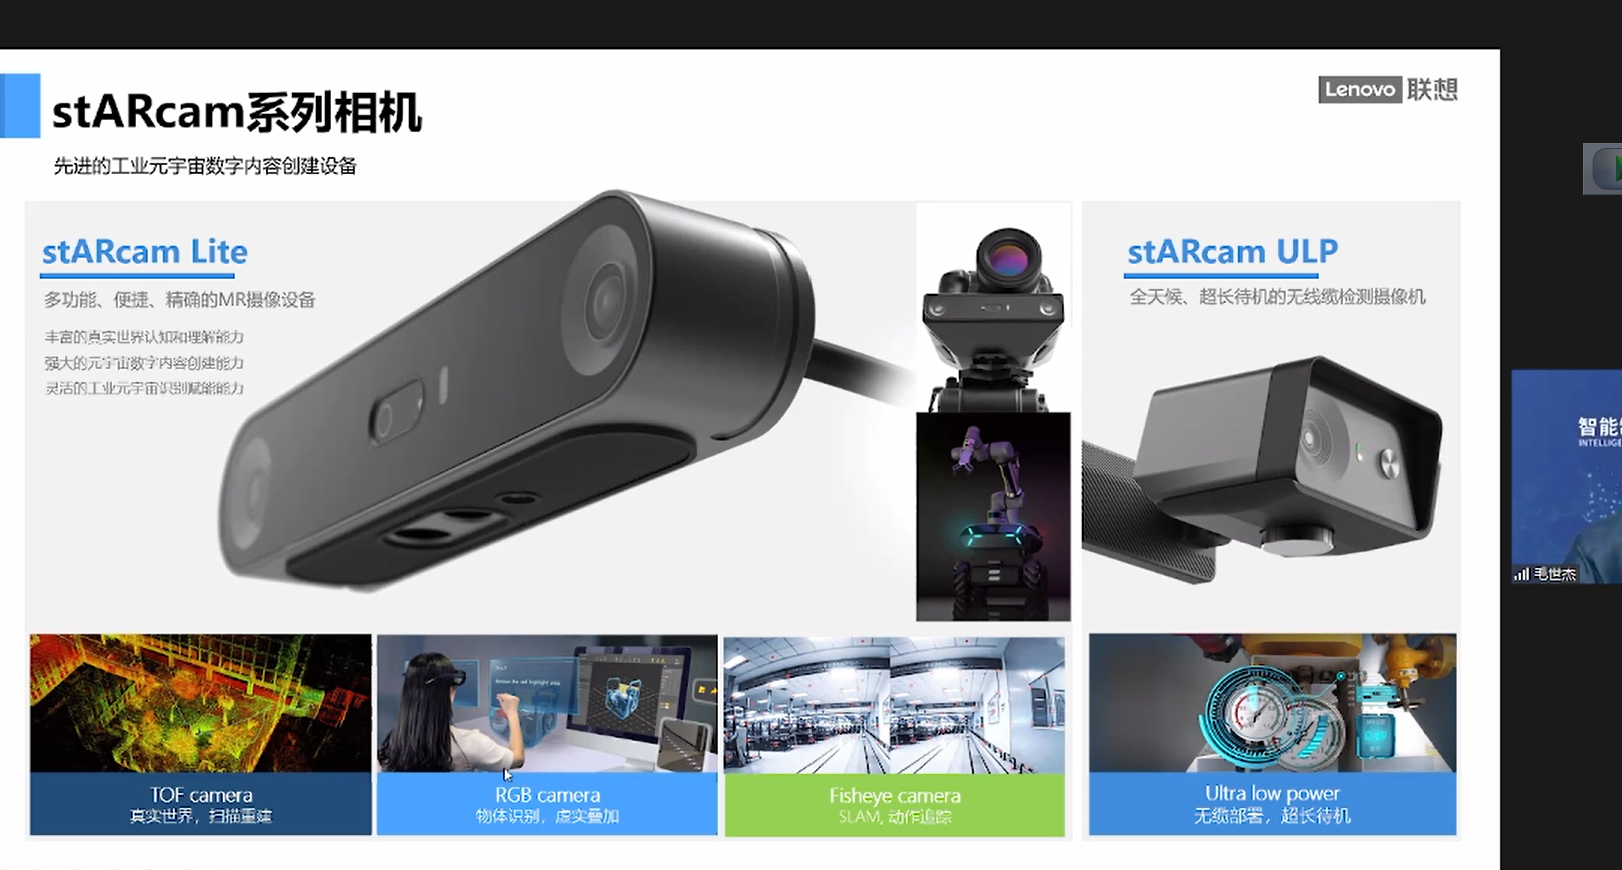 stARcam系列相机
Lenovo 联想
先进的工业元宇宙数字内容创建设备
stARcam Lite
多功能、便捷、精确的MR摄像设备
丰富的真实世界认知和理解能力
强大的元宇宙数字内容创建能力
灵活的工业元宇宙识别赋能能力
stARcam ULP
全天候、超长待机的无线缆检测摄像机
TOF camera
真实世界，扫描重建
RGB camera
物体识别，虚实叠加
Fisheye camera
SLAM, 动作追踪
Ultra low power
无缆部署，超长待机
智能
INTELLIGE
毛世杰